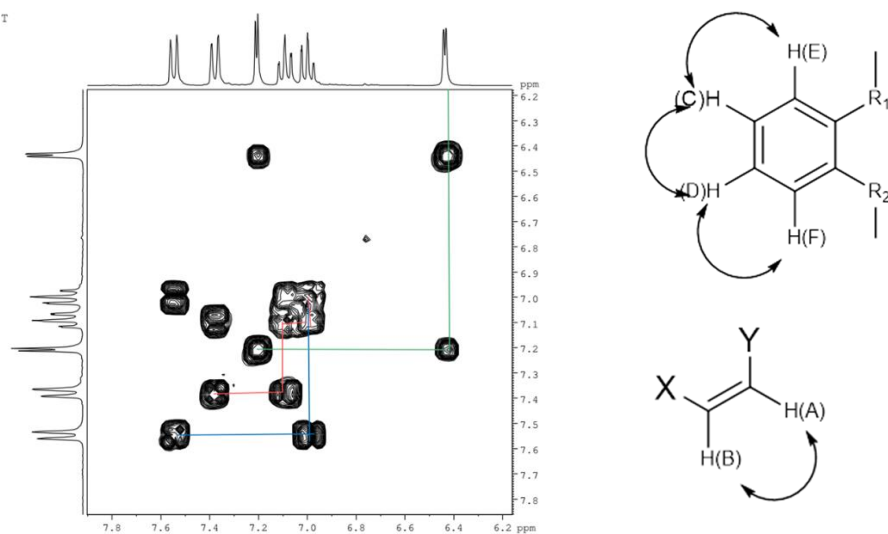 T
ppm
6.2
6.3
6.4
6.5
6.6
6.7
6.8
6.9
7.0
7.1
7.2
7.3
7.4
7.5
7.6
7.7
7.8
7.8 7.6 7.4 7.2 7.0 6.8 6.6 6.4 6.2 ppm
H(E)
(C)H
R1
(D)H
R2
H(F)
Y
X
H(A)
H(B)